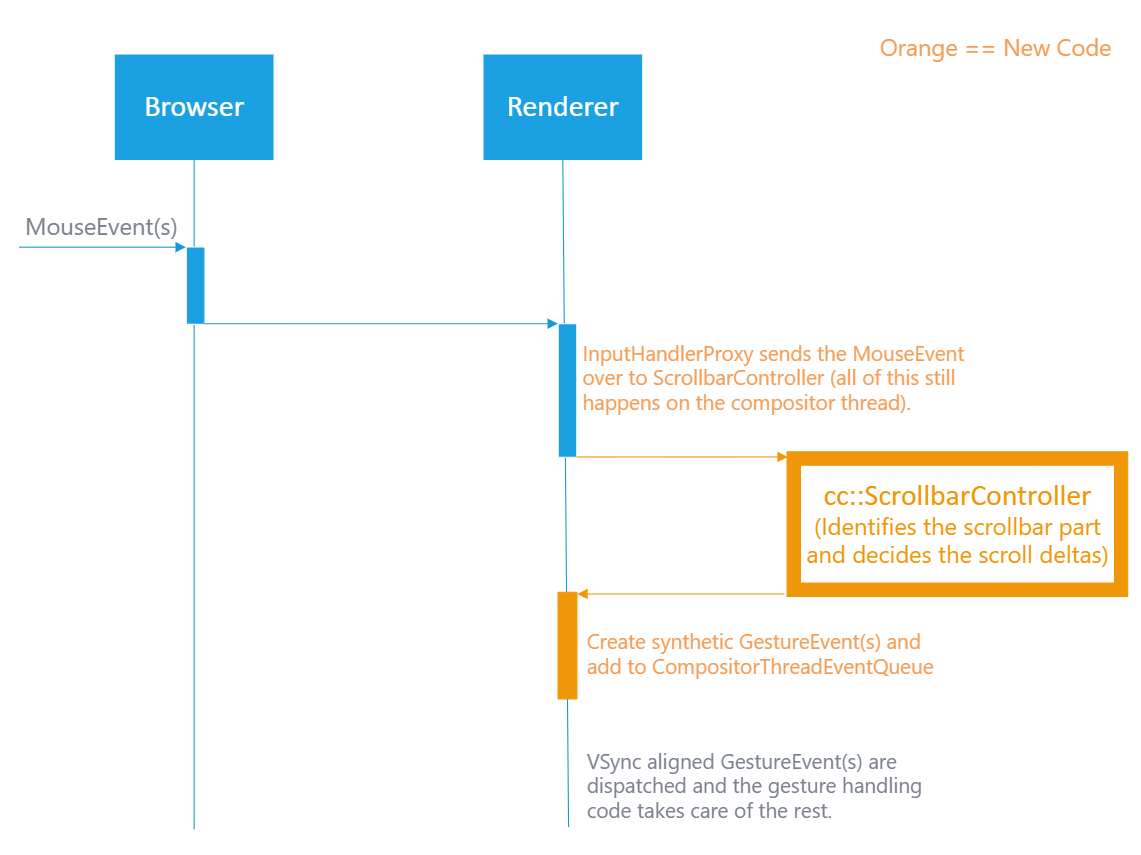 Orange == New Code
Browser
Renderer
MouseEvent(s)
InputHandlerProxy sends the MouseEvent
over to ScrollbarController (all of this still
happens on the compositor thread).
cc::ScrollbarController
(Identifies the scrollbar part
and decides the scroll deltas)
Create synthetic GestureEvent(s) and
add to CompositorThreadEventQueue
VSync aligned GestureEvent(s) are
dispatched and the gesture handling
code takes care of the rest.